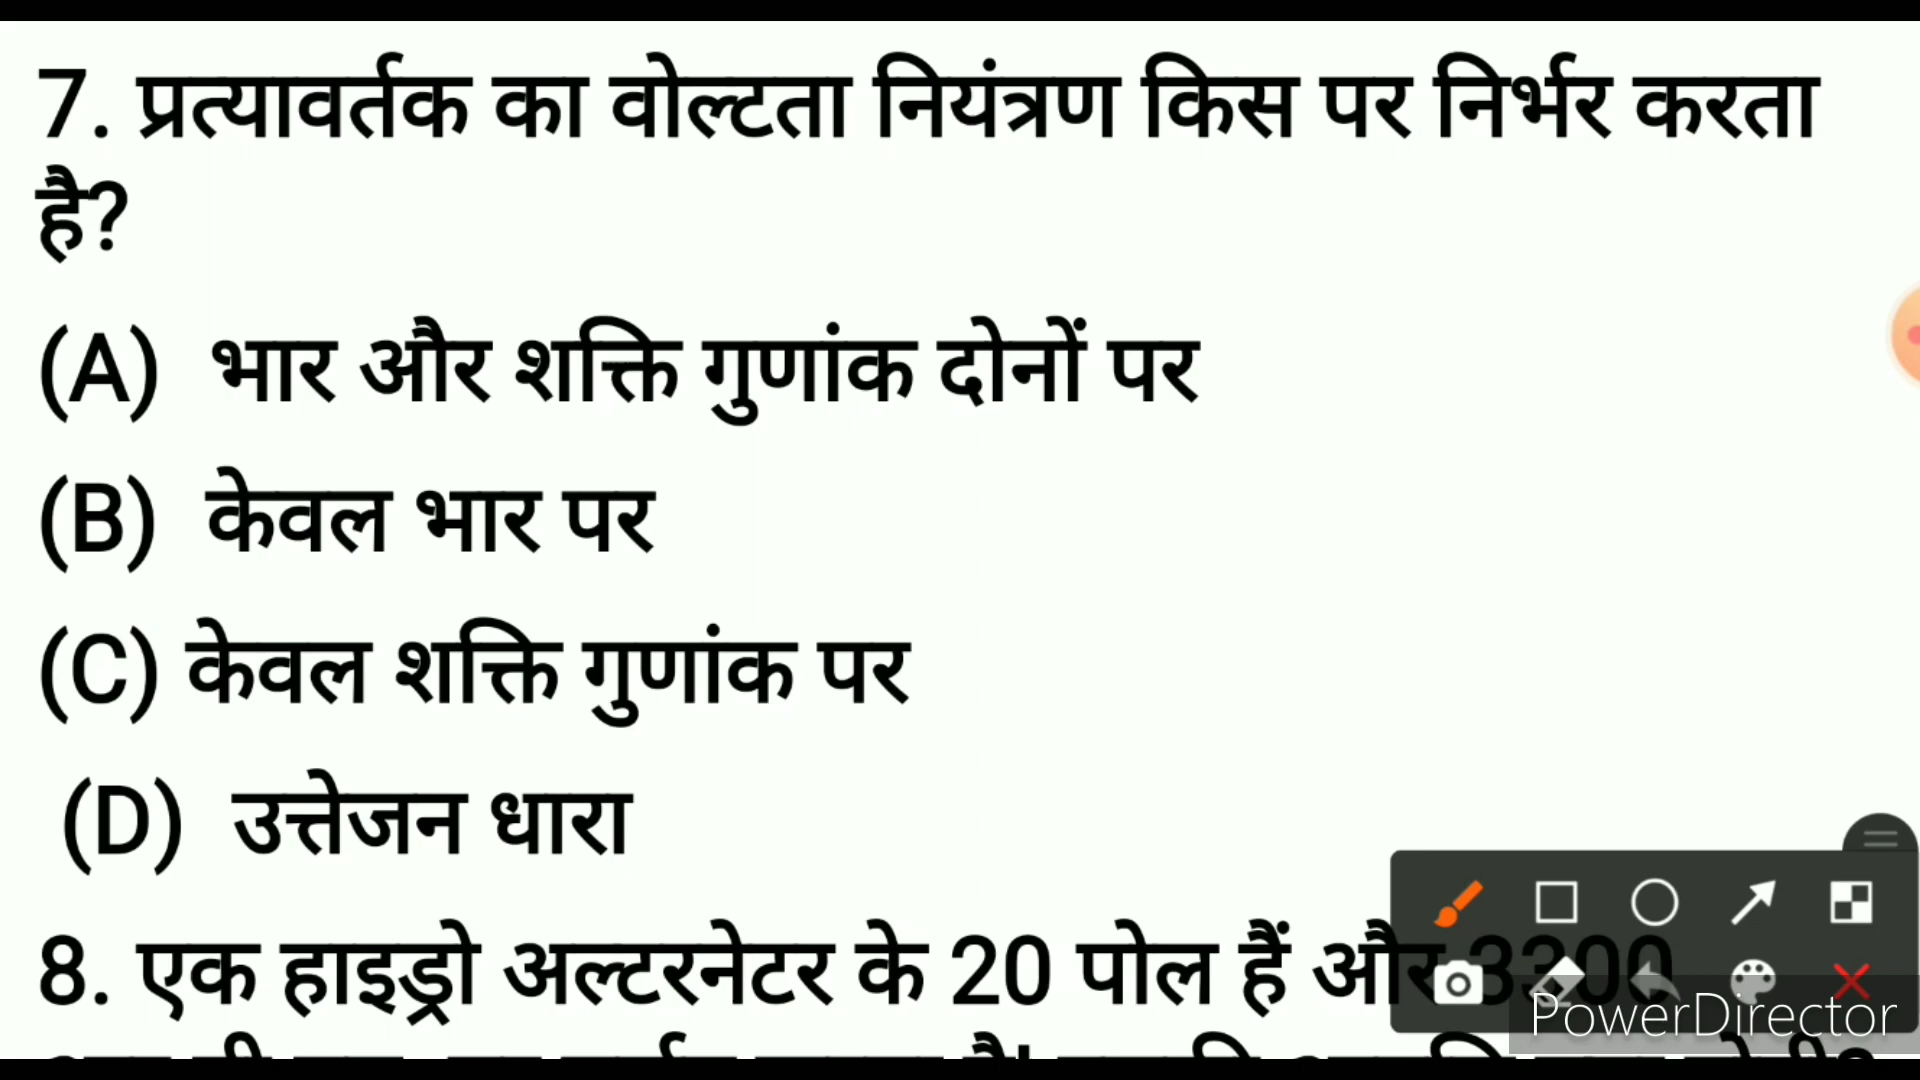 7. प्रत्यावर्तक का वोल्टता नियंत्रण किस पर निर्भर करता
है?
(A) भार और शक्ति गुणांक दोनों पर
(B) केवल भार पर
(C) केवल शक्ति गुणांक पर
(D) उत्तेजन धारा
8. एक हाइड्रो अल्टरनेटर के 20 पोल हैं और 3300
PowerDirector